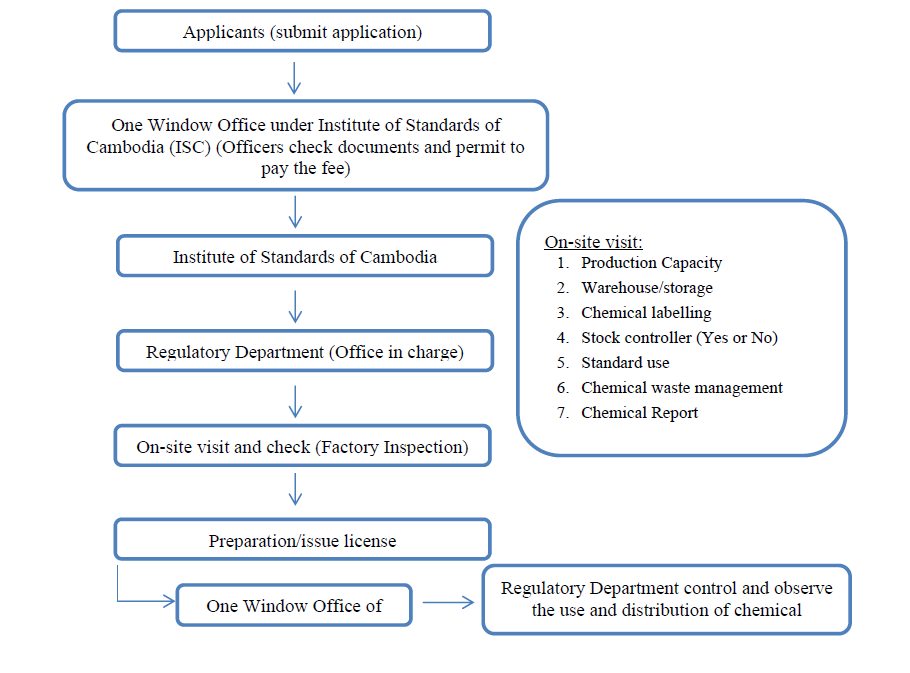 Applicants (submit application)
One Window Office under Institute of Standards of
Cambodia (ISC) (Officers check documents and permit to
pay the fee)
Institute of Standards of Cambodia
Regulatory Department (Office in charge)
On-site visit and check (Factory Inspection)
Preparation/issue license
One Window Office of
Regulatory Department control and observe
the use and distribution of chemical
On-site visit:
1. Production Capacity
2. Warehouse/storage
3. Chemical labelling
4. Stock controller (Yes or No)
5. Standard use
6. Chemical waste management
7. Chemical Report